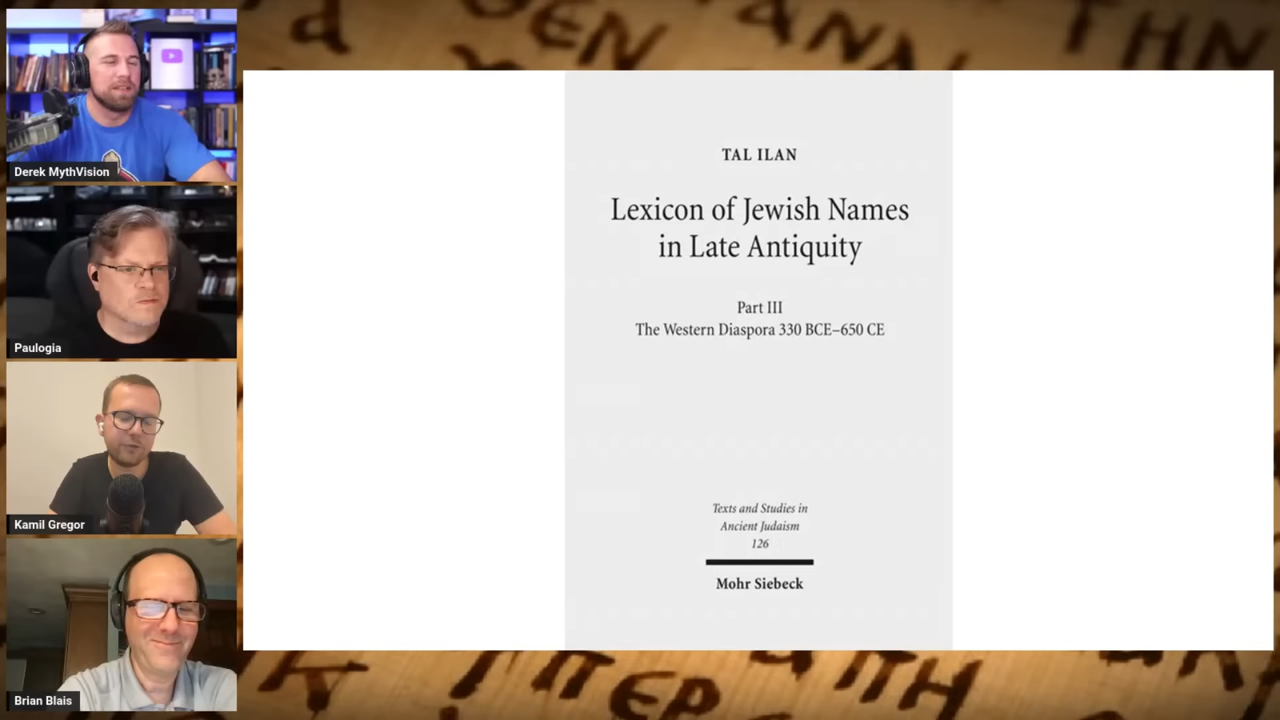 Derek MythVision
Paulogia
Kamil Gregor
Brian Blais
TAL ILAN
Lexicon of Jewish Names
in Late Antiquity
Part III
The Western Diaspora 330 BCE–650 CE
Texts and Studies in
Ancient Judaism
126
Mohr Siebeck